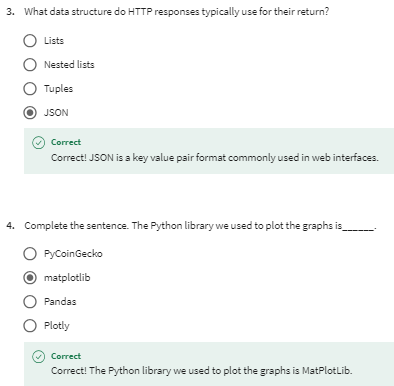 3. What data structure do HTTP responses typically use for their return?
Lists
Nested lists
Tuples
JSON
Correct
Correct! JSON is a key value pair format commonly used in web interfaces.
4. Complete the sentence. The Python library we used to plot the graphs is______.
PyCoinGecko
matplotlib
Pandas
Plotly
Correct
Correct! The Python library we used to plot the graphs is MatPlotLib.